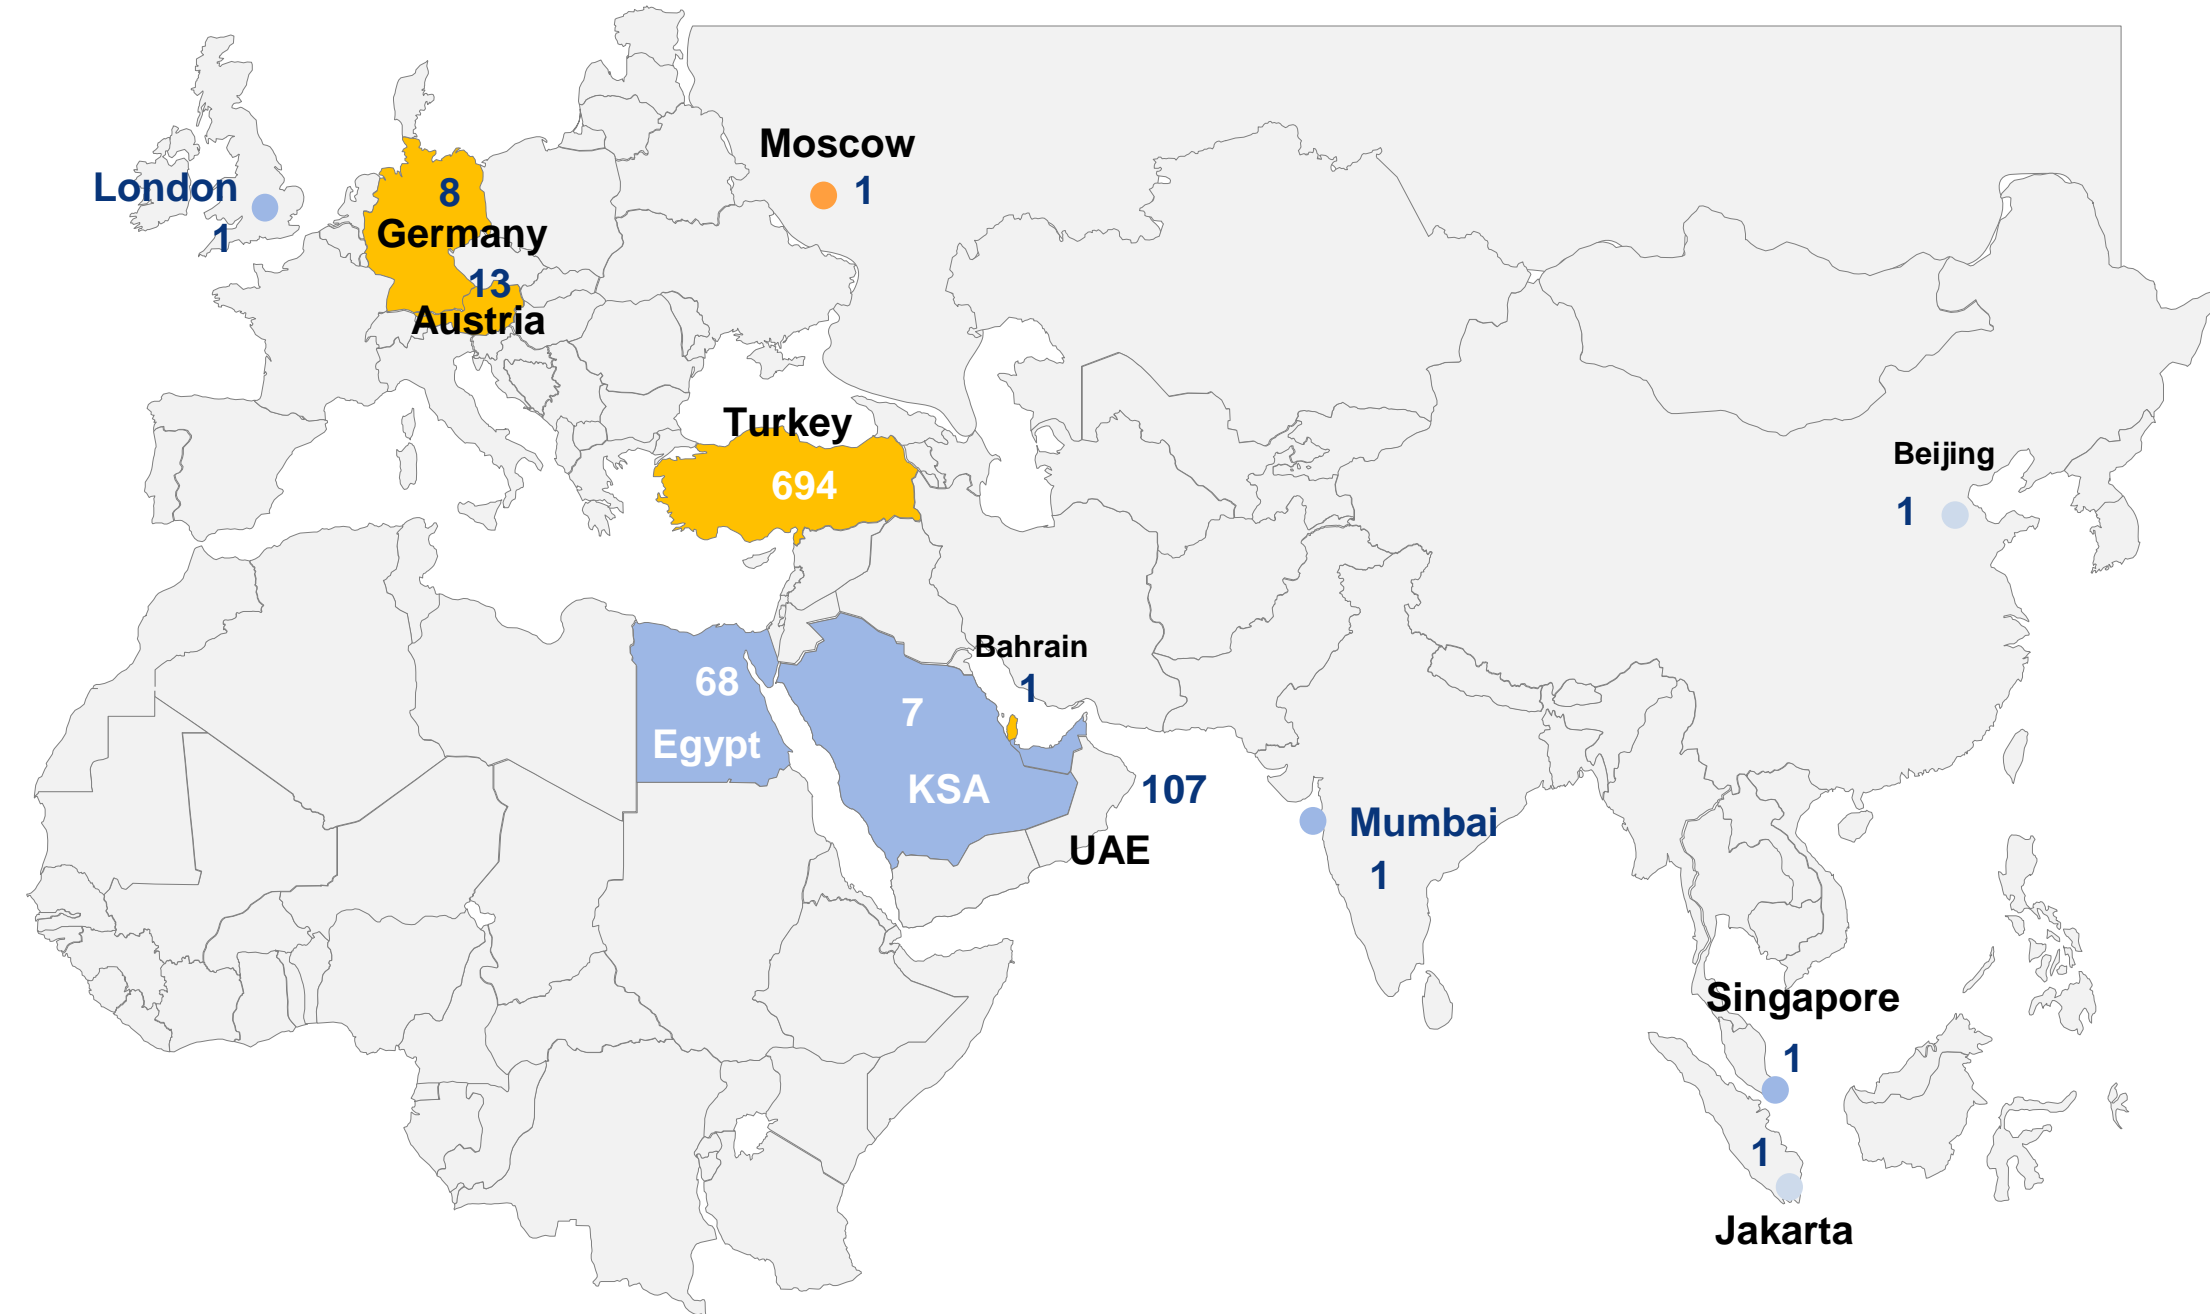 Moscow
1
London
1
8
Germany
13
Austria
Turkey
694
Beijing
1
Bahrain
1
68
Egypt
7
KSA
107
UAE
Mumbai
1
Singapore
1
1
Jakarta